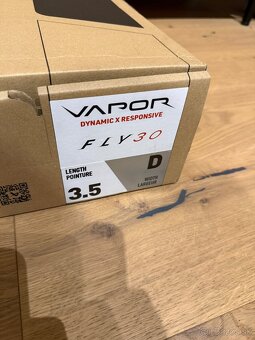 VAPOR
DYNAMIC X RESPONSIVE
FLY30
LENGTH
POINTURE
3.5
D
WIDTH
LARGEUR